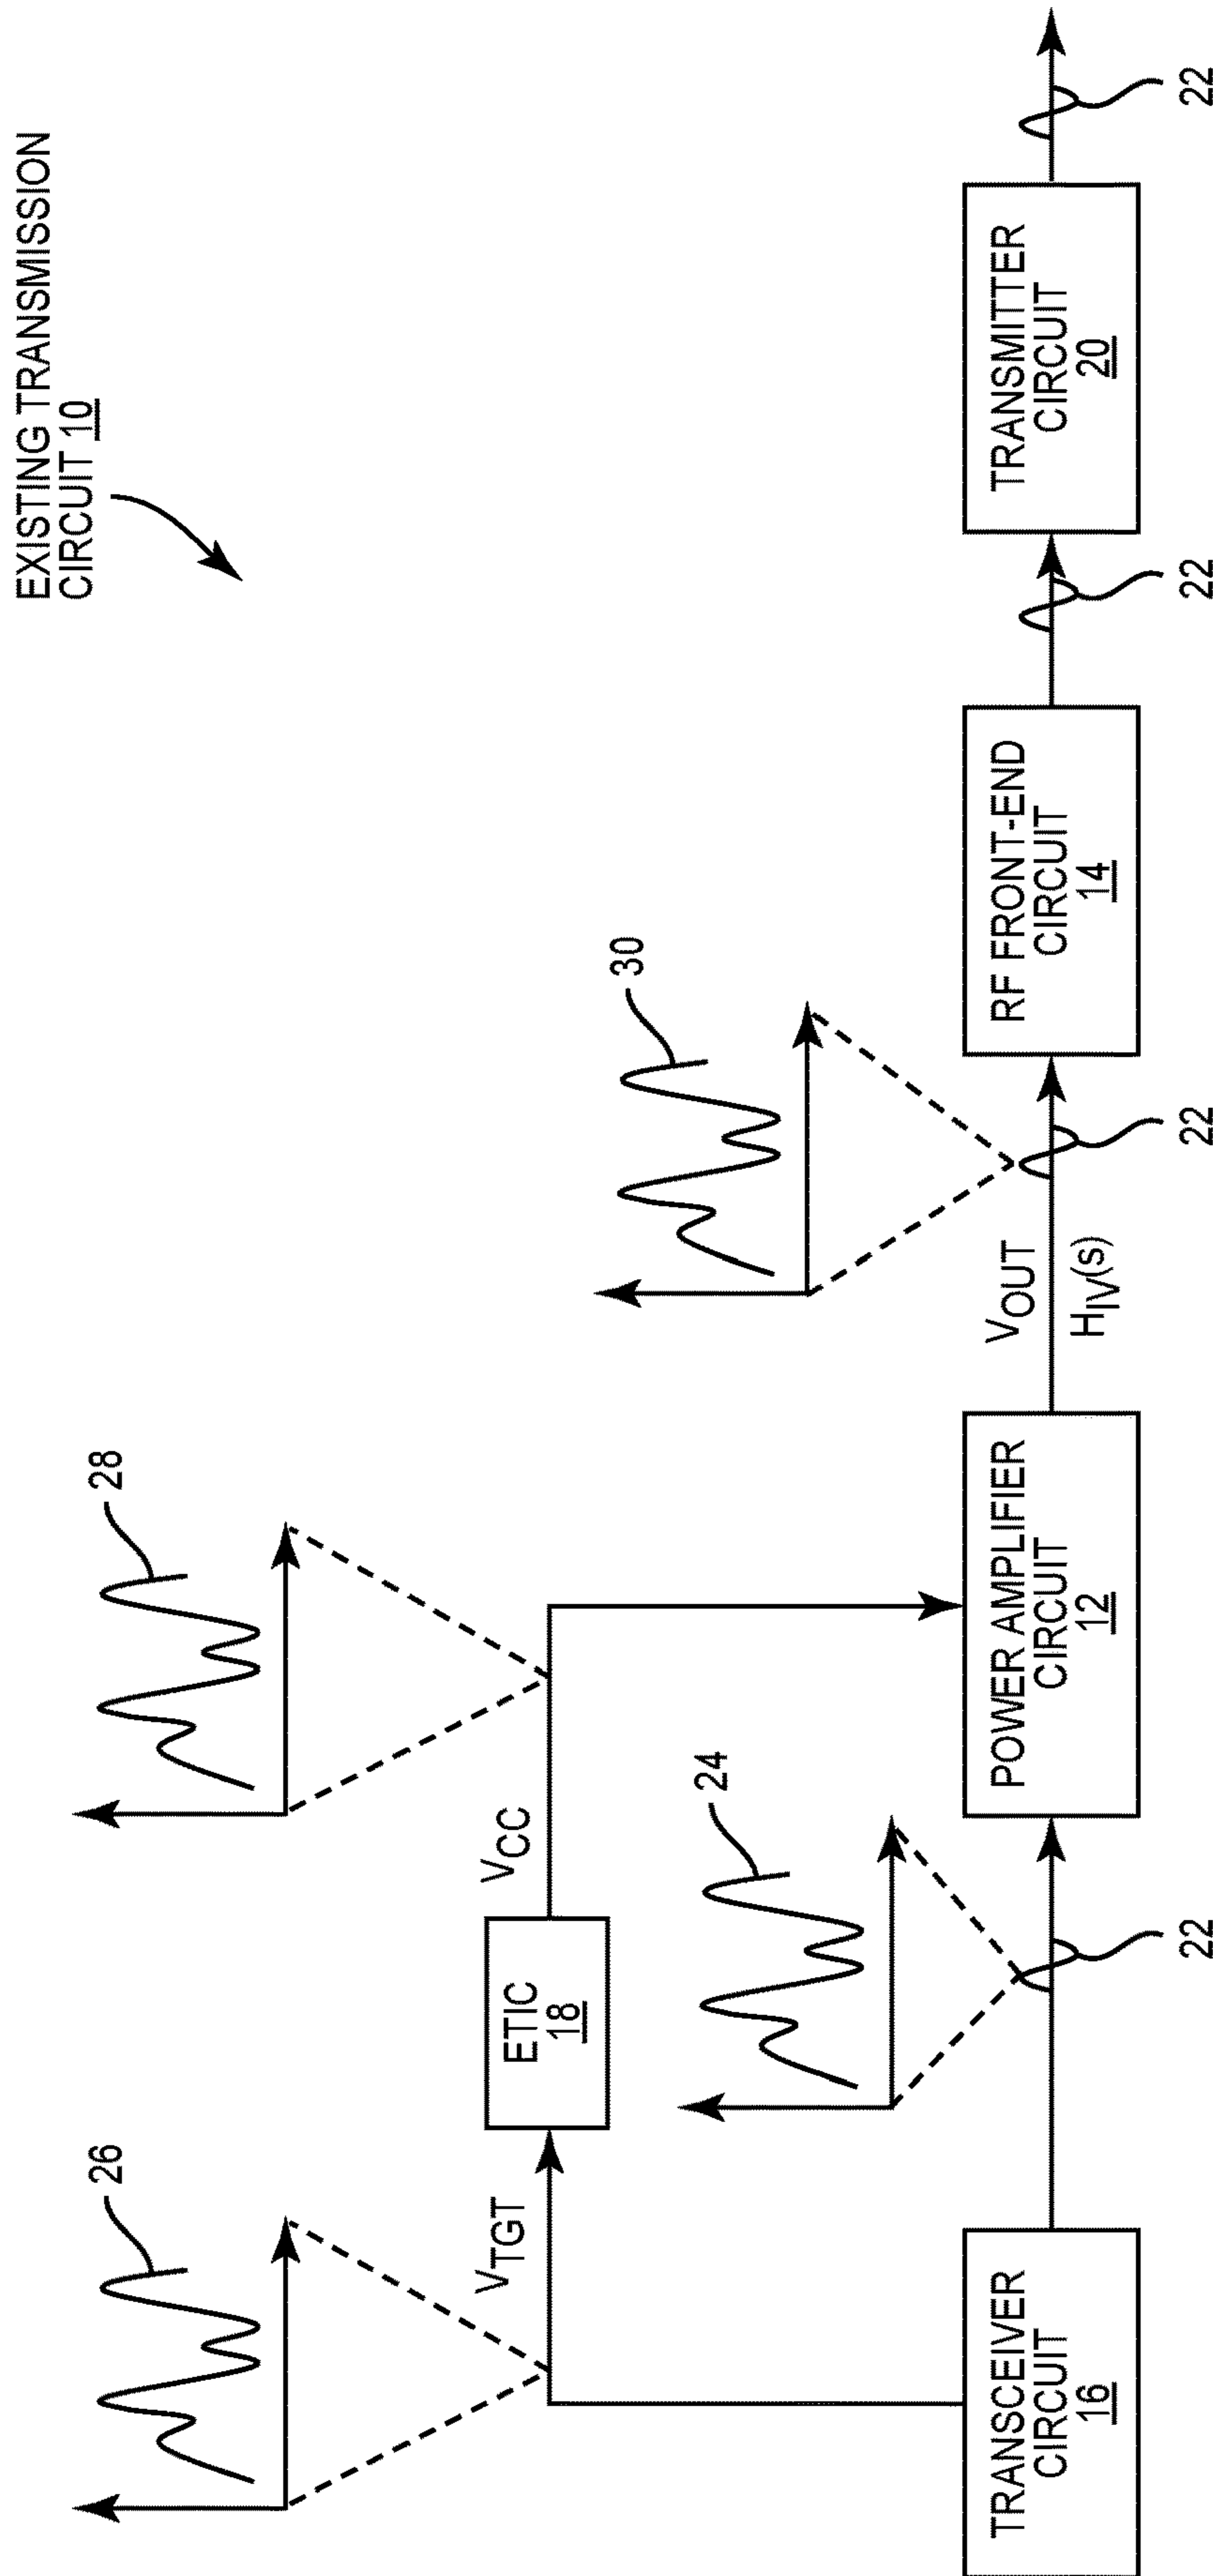 EXISTING TRANSMISSION
CIRCUIT 10
26
28
30
V_TGT
ETIC
18
V_CC
24
V_OUT
H_IV(s)
TRANSCEIVER
CIRCUIT
16
POWER AMPLIFIER
CIRCUIT
12
RF FRONT-END
CIRCUIT
14
TRANSMITTER
CIRCUIT
20
22
22
22
22